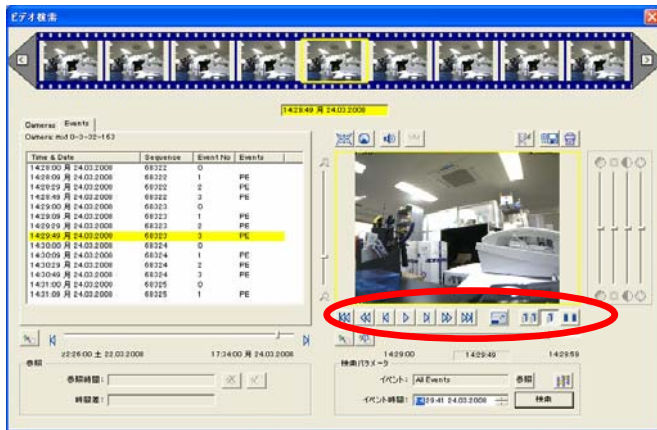 ビデオ検索
14:29:49 月 24.03.2008
Cameras Events
Camera: mvd 0-3-32-163
Time & Date Sequence Event No Events
14:28:00 月 24.03.2008 68322 0
14:28:09 月 24.03.2008 68322 1 PE
14:28:29 月 24.03.2008 68322 2 PE
14:28:49 月 24.03.2008 68322 3 PE
14:29:00 月 24.03.2008 68323 0
14:29:09 月 24.03.2008 68323 1 PE
14:29:29 月 24.03.2008 68323 2 PE
14:29:49 月 24.03.2008 68323 3 PE
14:30:00 月 24.03.2008 68324 0
14:30:09 月 24.03.2008 68324 1 PE
14:30:29 月 24.03.2008 68324 2 PE
14:30:49 月 24.03.2008 68324 3 PE
14:31:00 月 24.03.2008 68325 0
14:31:09 月 24.03.2008 68325 1 PE
22:26:00 土 22.03.2008 17:34:00 月 24.03.2008
14:29:00 14:29:49 14:29:59
参照
参照時間:
時間差:
検索パラメータ
イベント: All Events 参照
イベント時間: 14:29:41 24.03.2008 検索